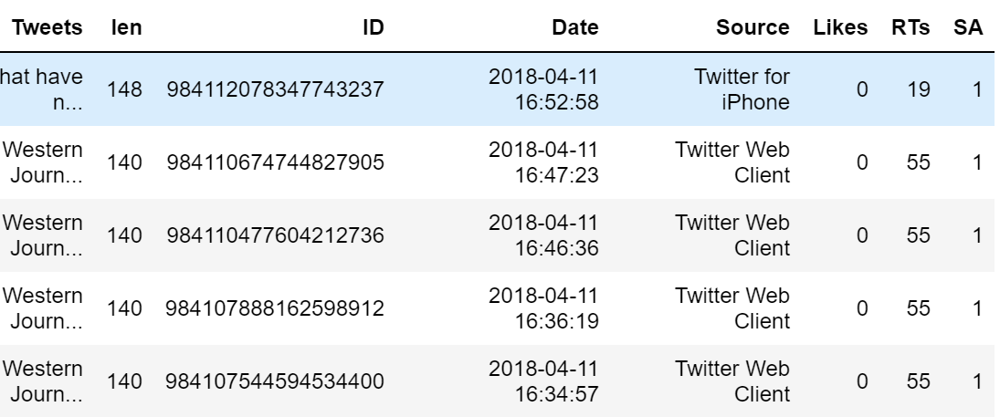 Tweets len ID Date Source Likes RTs SA
hat have n... 148 984112078347743237 2018-04-11 16:52:58 Twitter for iPhone 0 19 1
Western Journ... 140 984110674744827905 2018-04-11 16:47:23 Twitter Web Client 0 55 1
Western Journ... 140 984110477604212736 2018-04-11 16:46:36 Twitter Web Client 0 55 1
Western Journ... 140 984107888162598912 2018-04-11 16:36:19 Twitter Web Client 0 55 1
Western Journ... 140 984107544594534400 2018-04-11 16:34:57 Twitter Web Client 0 55 1